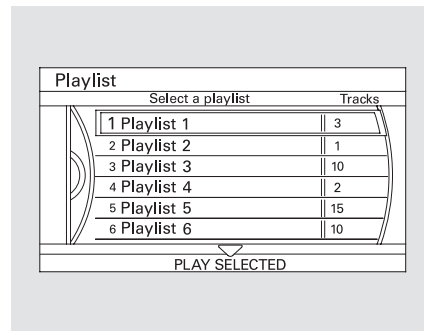 Playlist
Select a playlist Tracks
1 Playlist 1 3
2 Playlist 2 1
3 Playlist 3 10
4 Playlist 4 2
5 Playlist 5 15
6 Playlist 6 10
PLAY SELECTED